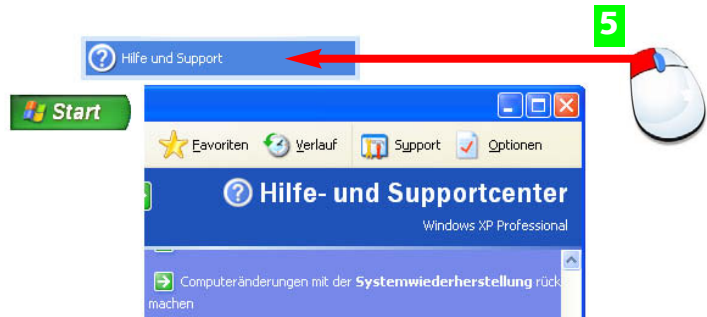 5
Hilfe und Support
Start
Favoriten Verlauf Support Optionen
Hilfe- und Supportcenter
Windows XP Professional
Computeränderungen mit der Systemwiederherstellung rück
machen